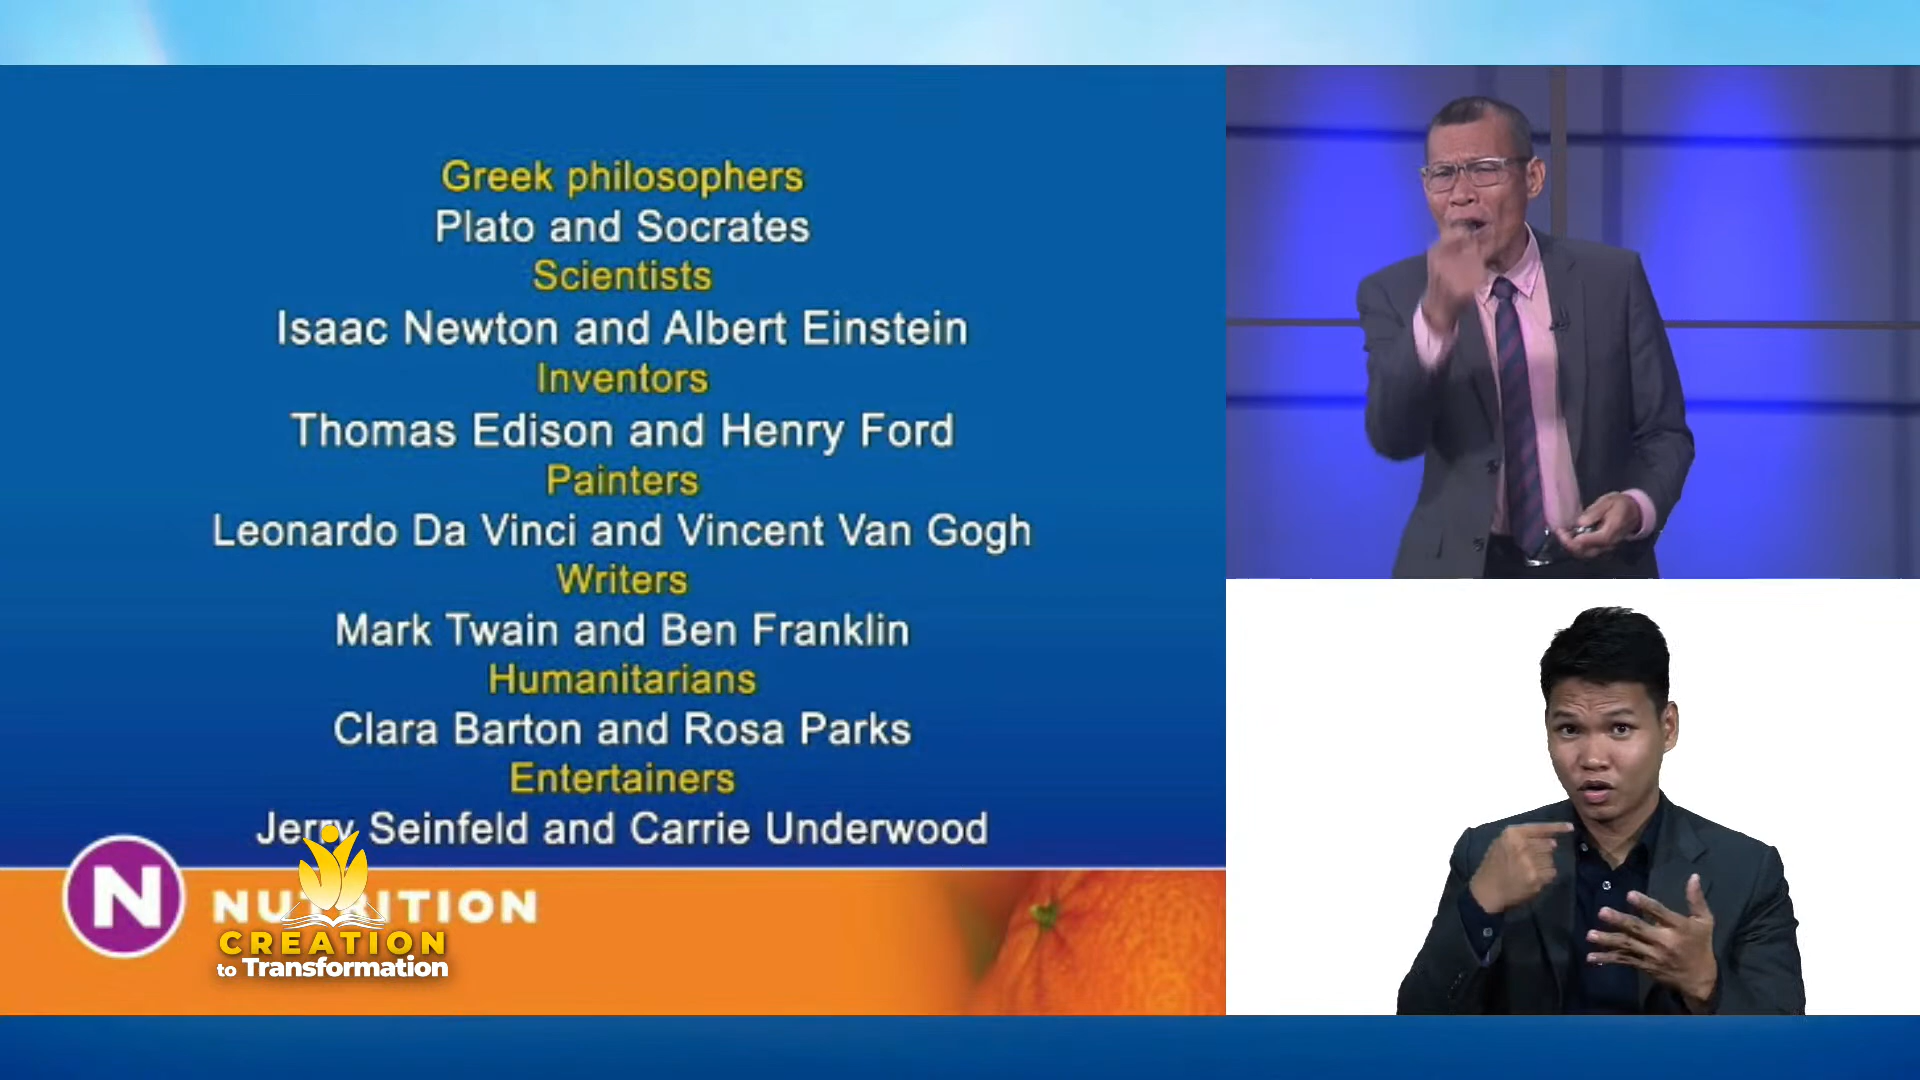 Greek philosophers
Plato and Socrates
Scientists
Isaac Newton and Albert Einstein
Inventors
Thomas Edison and Henry Ford
Painters
Leonardo Da Vinci and Vincent Van Gogh
Writers
Mark Twain and Ben Franklin
Humanitarians
Clara Barton and Rosa Parks
Entertainers
Jerry Seinfeld and Carrie Underwood
N NUTRITION
CREATION
to Transformation